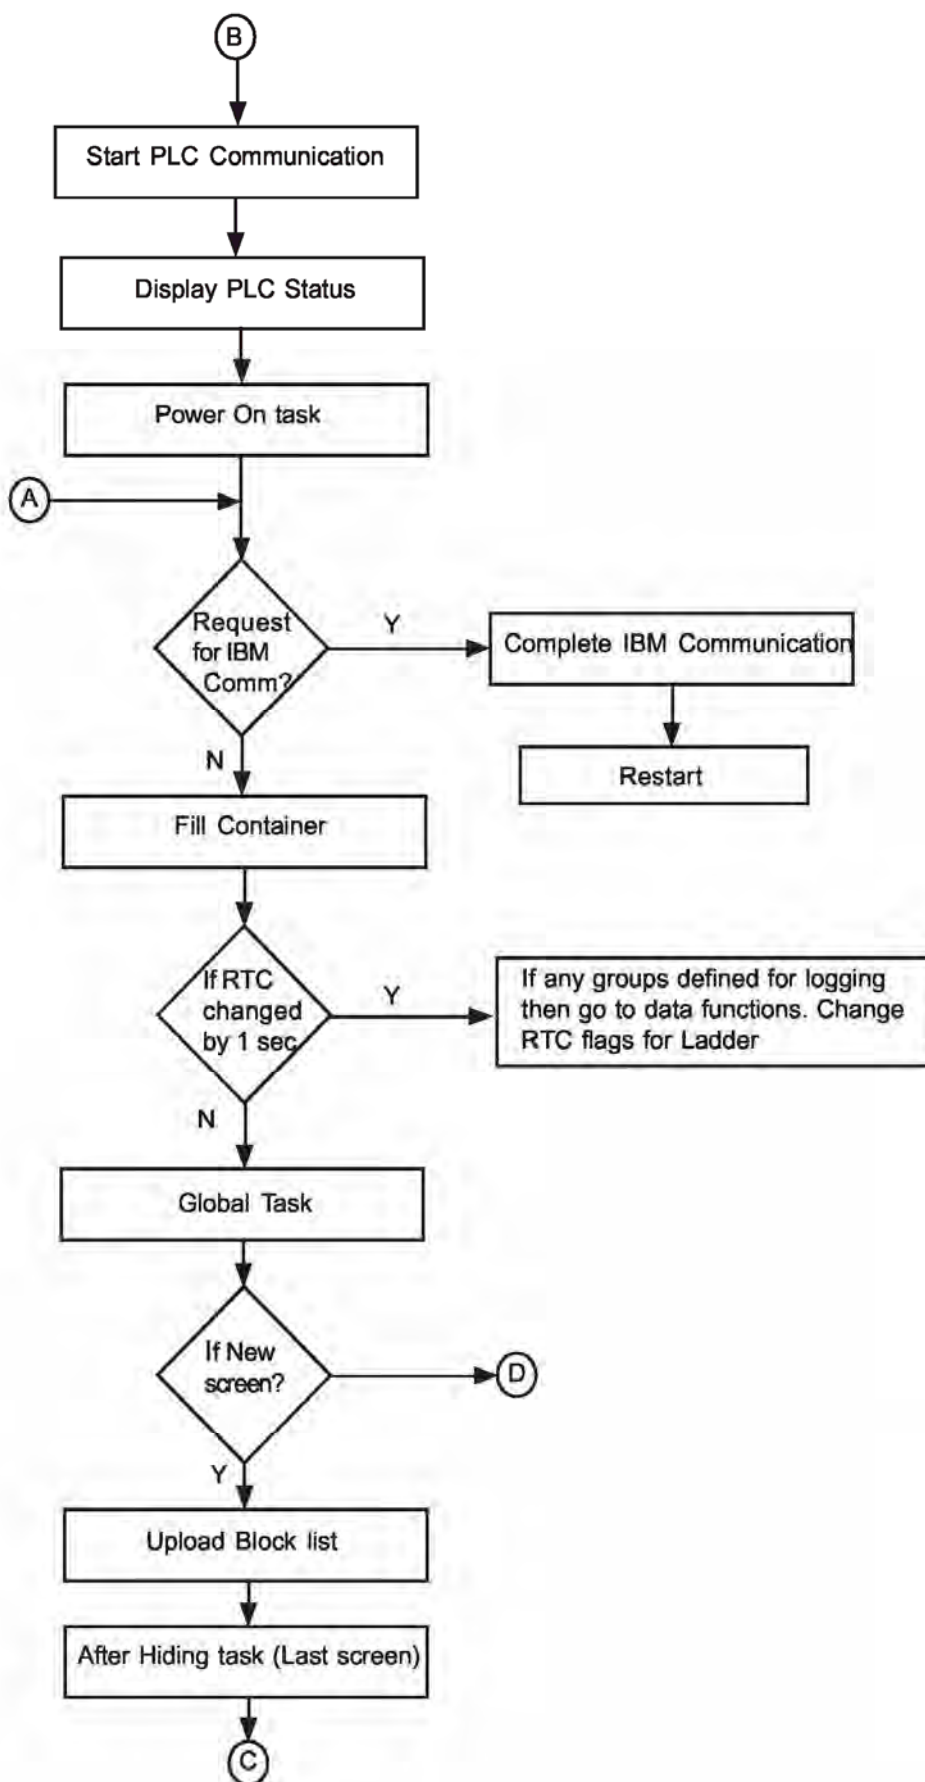 B
Start PLC Communication
Display PLC Status
Power On task
A
Request
for IBM
Comm?
Y
Complete IBM Communication
N
Restart
Fill Container
If RTC
changed
by 1 sec
Y
If any groups defined for logging
then go to data functions. Change
RTC flags for Ladder
N
Global Task
If New
screen?
D
Y
Upload Block list
After Hiding task (Last screen)
C